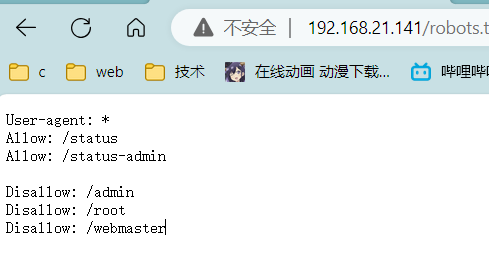 不安全 | 192.168.21.141/robots.t
c web 技术 在线动画 动漫下载... 哔哩哔哩
User-agent: *
Allow: /status
Allow: /status-admin
Disallow: /admin
Disallow: /root
Disallow: /webmaster